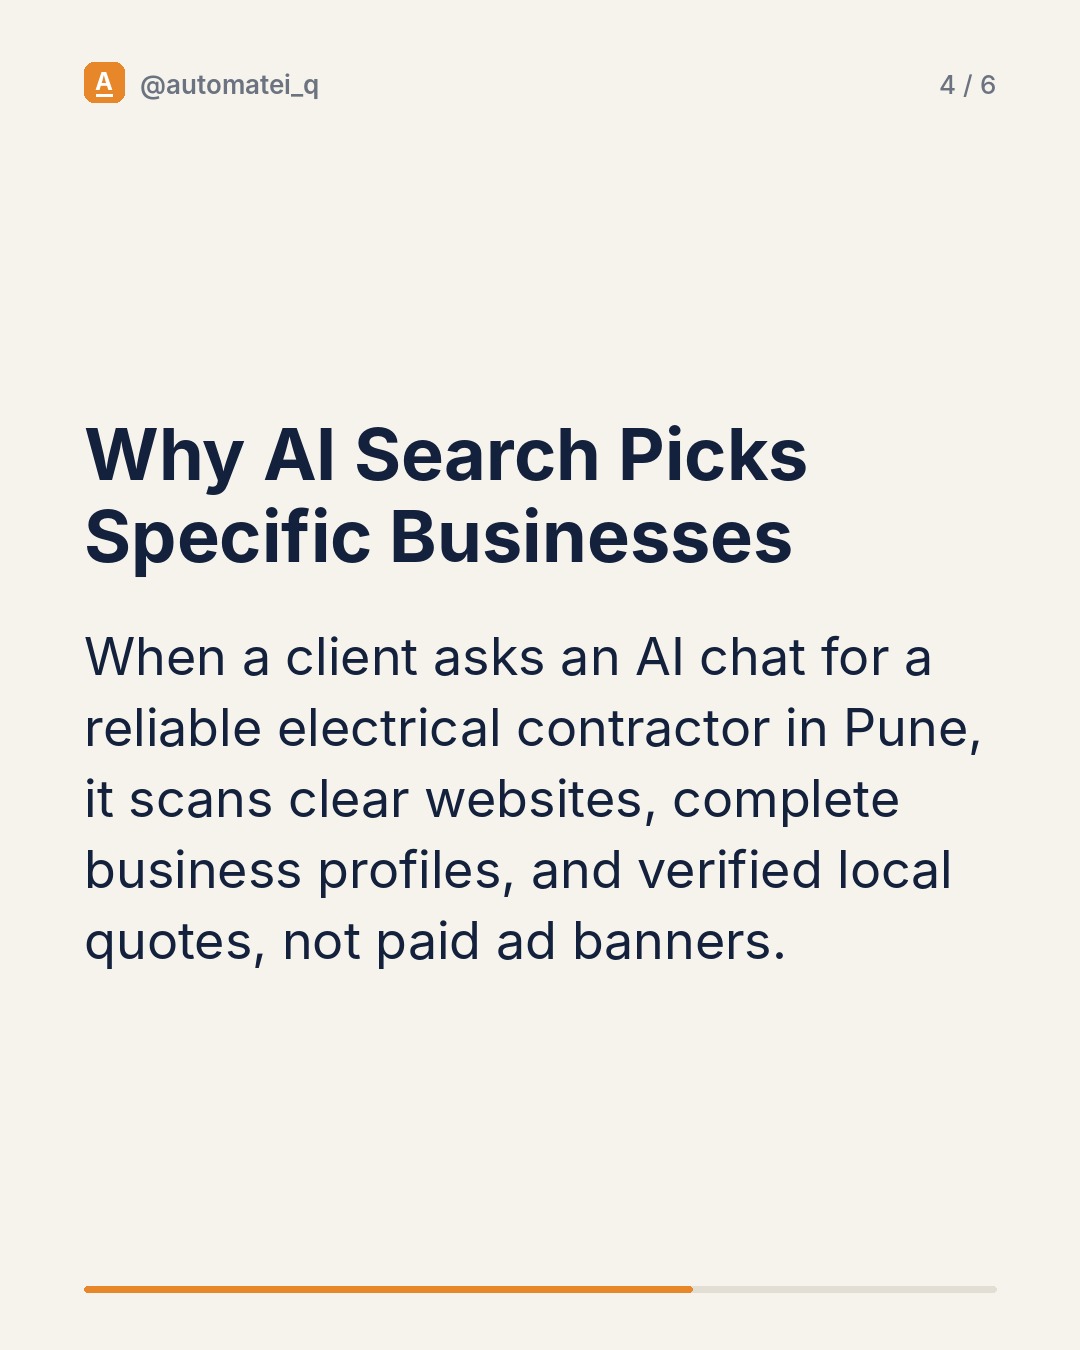 A @automatei_q
4 / 6
Why AI Search Picks
Specific Businesses
When a client asks an AI chat for a
reliable electrical contractor in Pune,
it scans clear websites, complete
business profiles, and verified local
quotes, not paid ad banners.